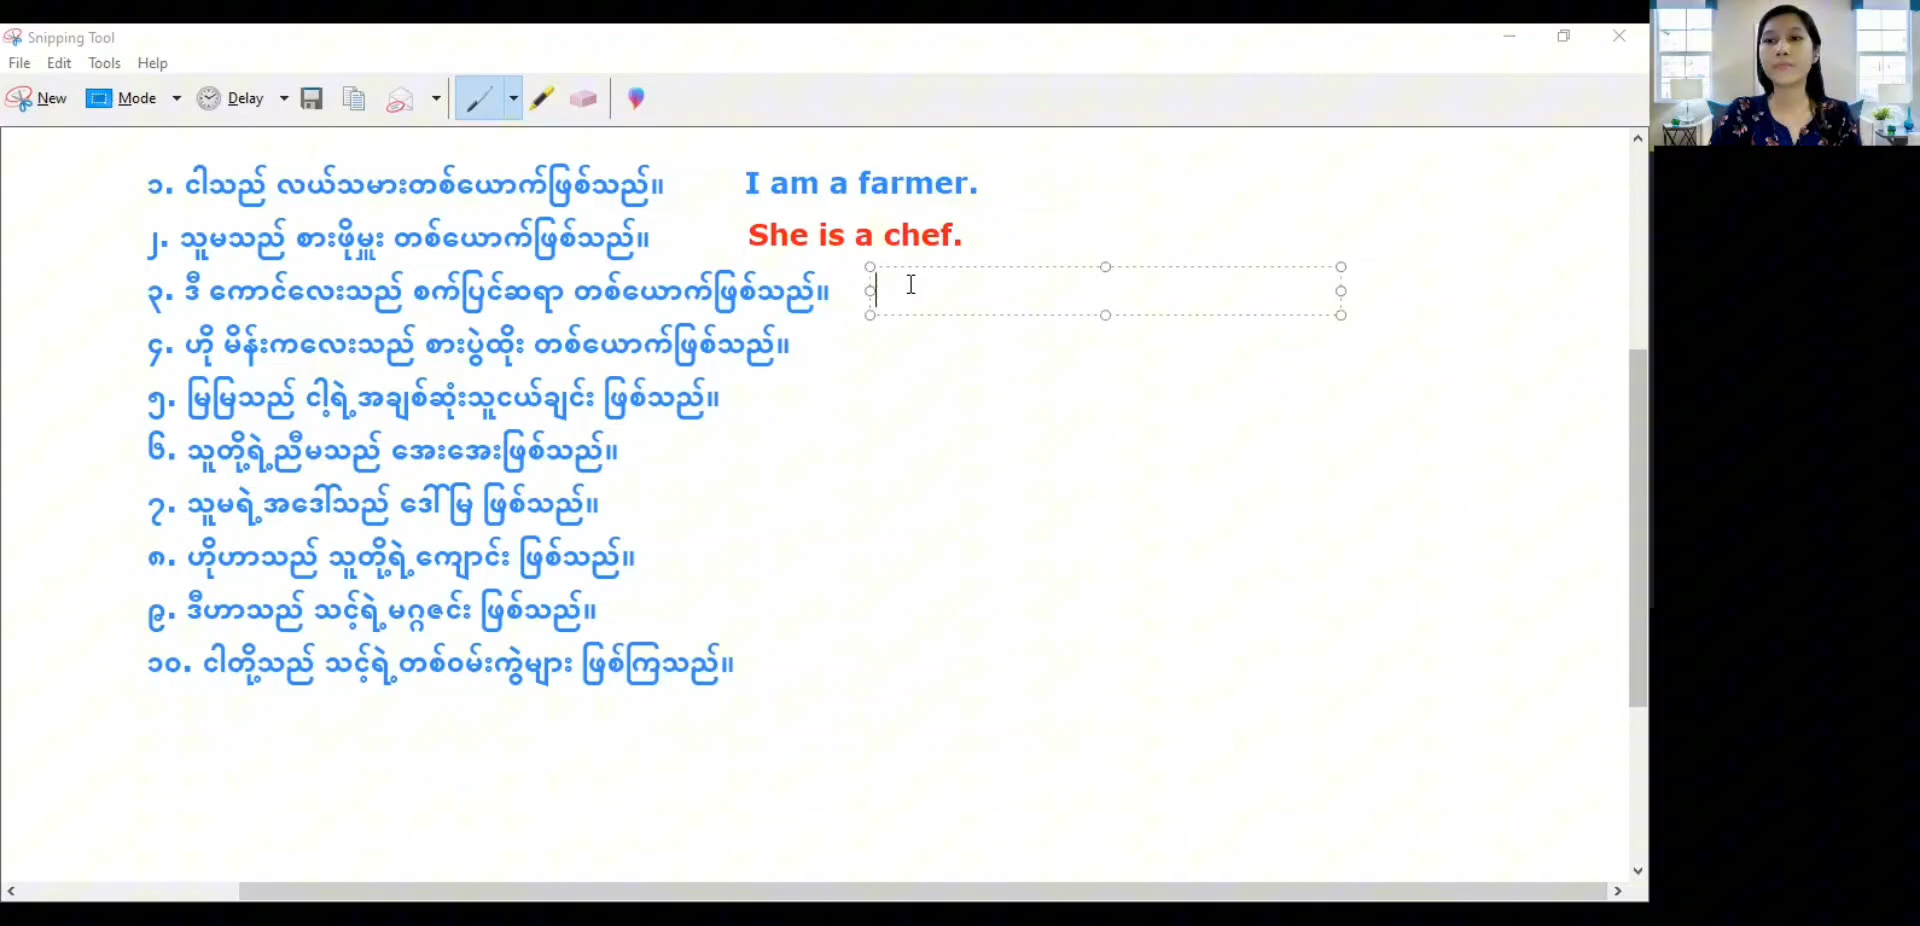 Snipping Tool
File Edit Tools Help
New Mode Delay
၁. ငါသည် လယ်သမားတစ်ယောက်ဖြစ်သည်။ I am a farmer.
၂. သူမသည် စားဖိုမှူး တစ်ယောက်ဖြစ်သည်။ She is a chef.
၃. ဒီ ကောင်လေးသည် စက်ပြင်ဆရာ တစ်ယောက်ဖြစ်သည်။
၄. ဟို မိန်းကလေးသည် စားပွဲထိုး တစ်ယောက်ဖြစ်သည်။
၅. မြမြသည် ငါ့ရဲ့အချစ်ဆုံးသူငယ်ချင်း ဖြစ်သည်။
၆. သူတို့ရဲ့ညီမသည် အေးအေးဖြစ်သည်။
၇. သူမရဲ့အဒေါ်သည် ဒေါ်မြ ဖြစ်သည်။
၈. ဟိုဟာသည် သူတို့ရဲ့ကျောင်း ဖြစ်သည်။
၉. ဒီဟာသည် သင့်ရဲ့မဂ္ဂဇင်း ဖြစ်သည်။
၁၀. ငါတို့သည် သင့်ရဲ့တစ်ဝမ်းကွဲများ ဖြစ်ကြသည်။